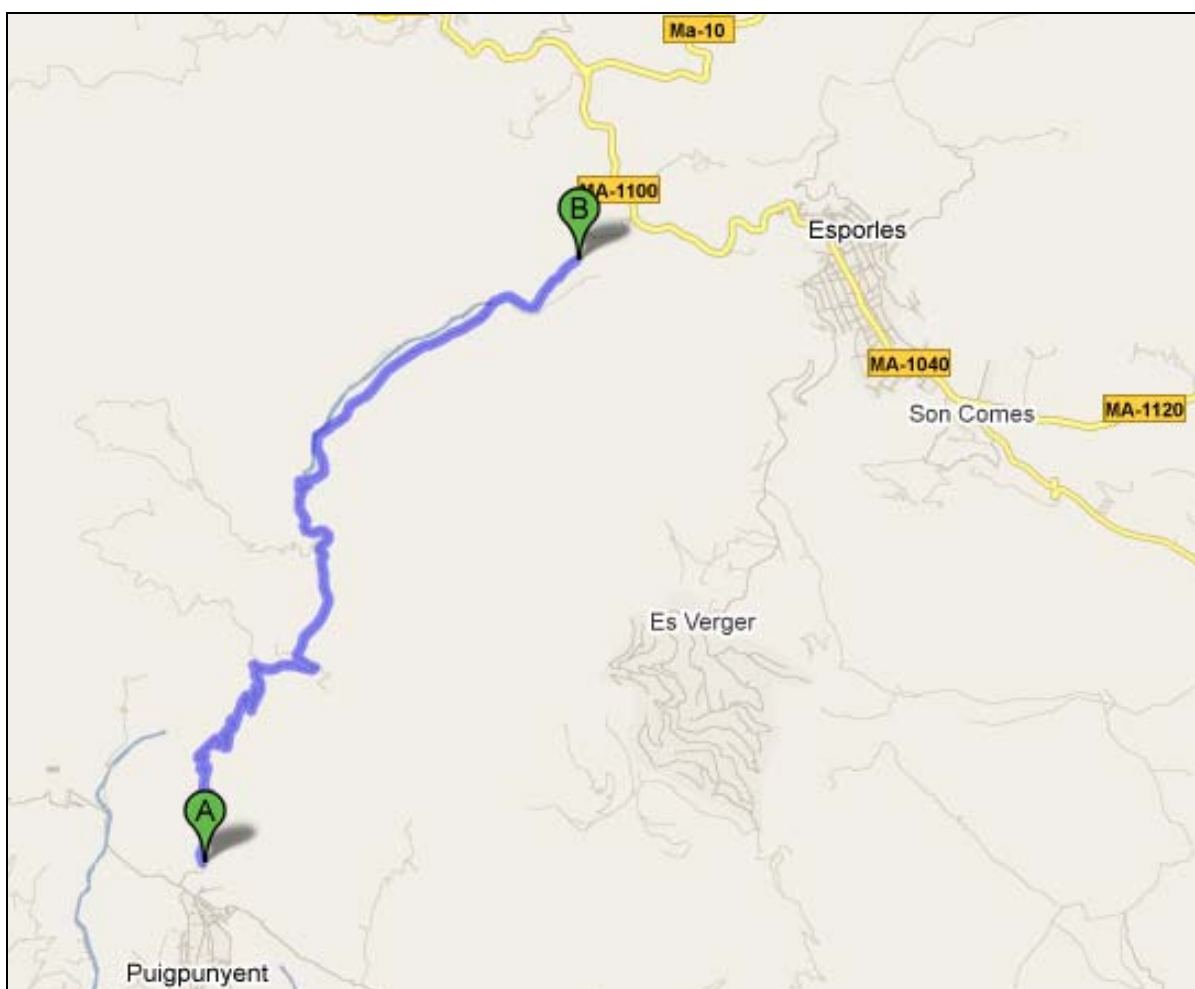 Ma-10
MA-1100
B
Esporles
MA-1040
Son Comes
MA-1120
Es Verger
A
Puigpunyent